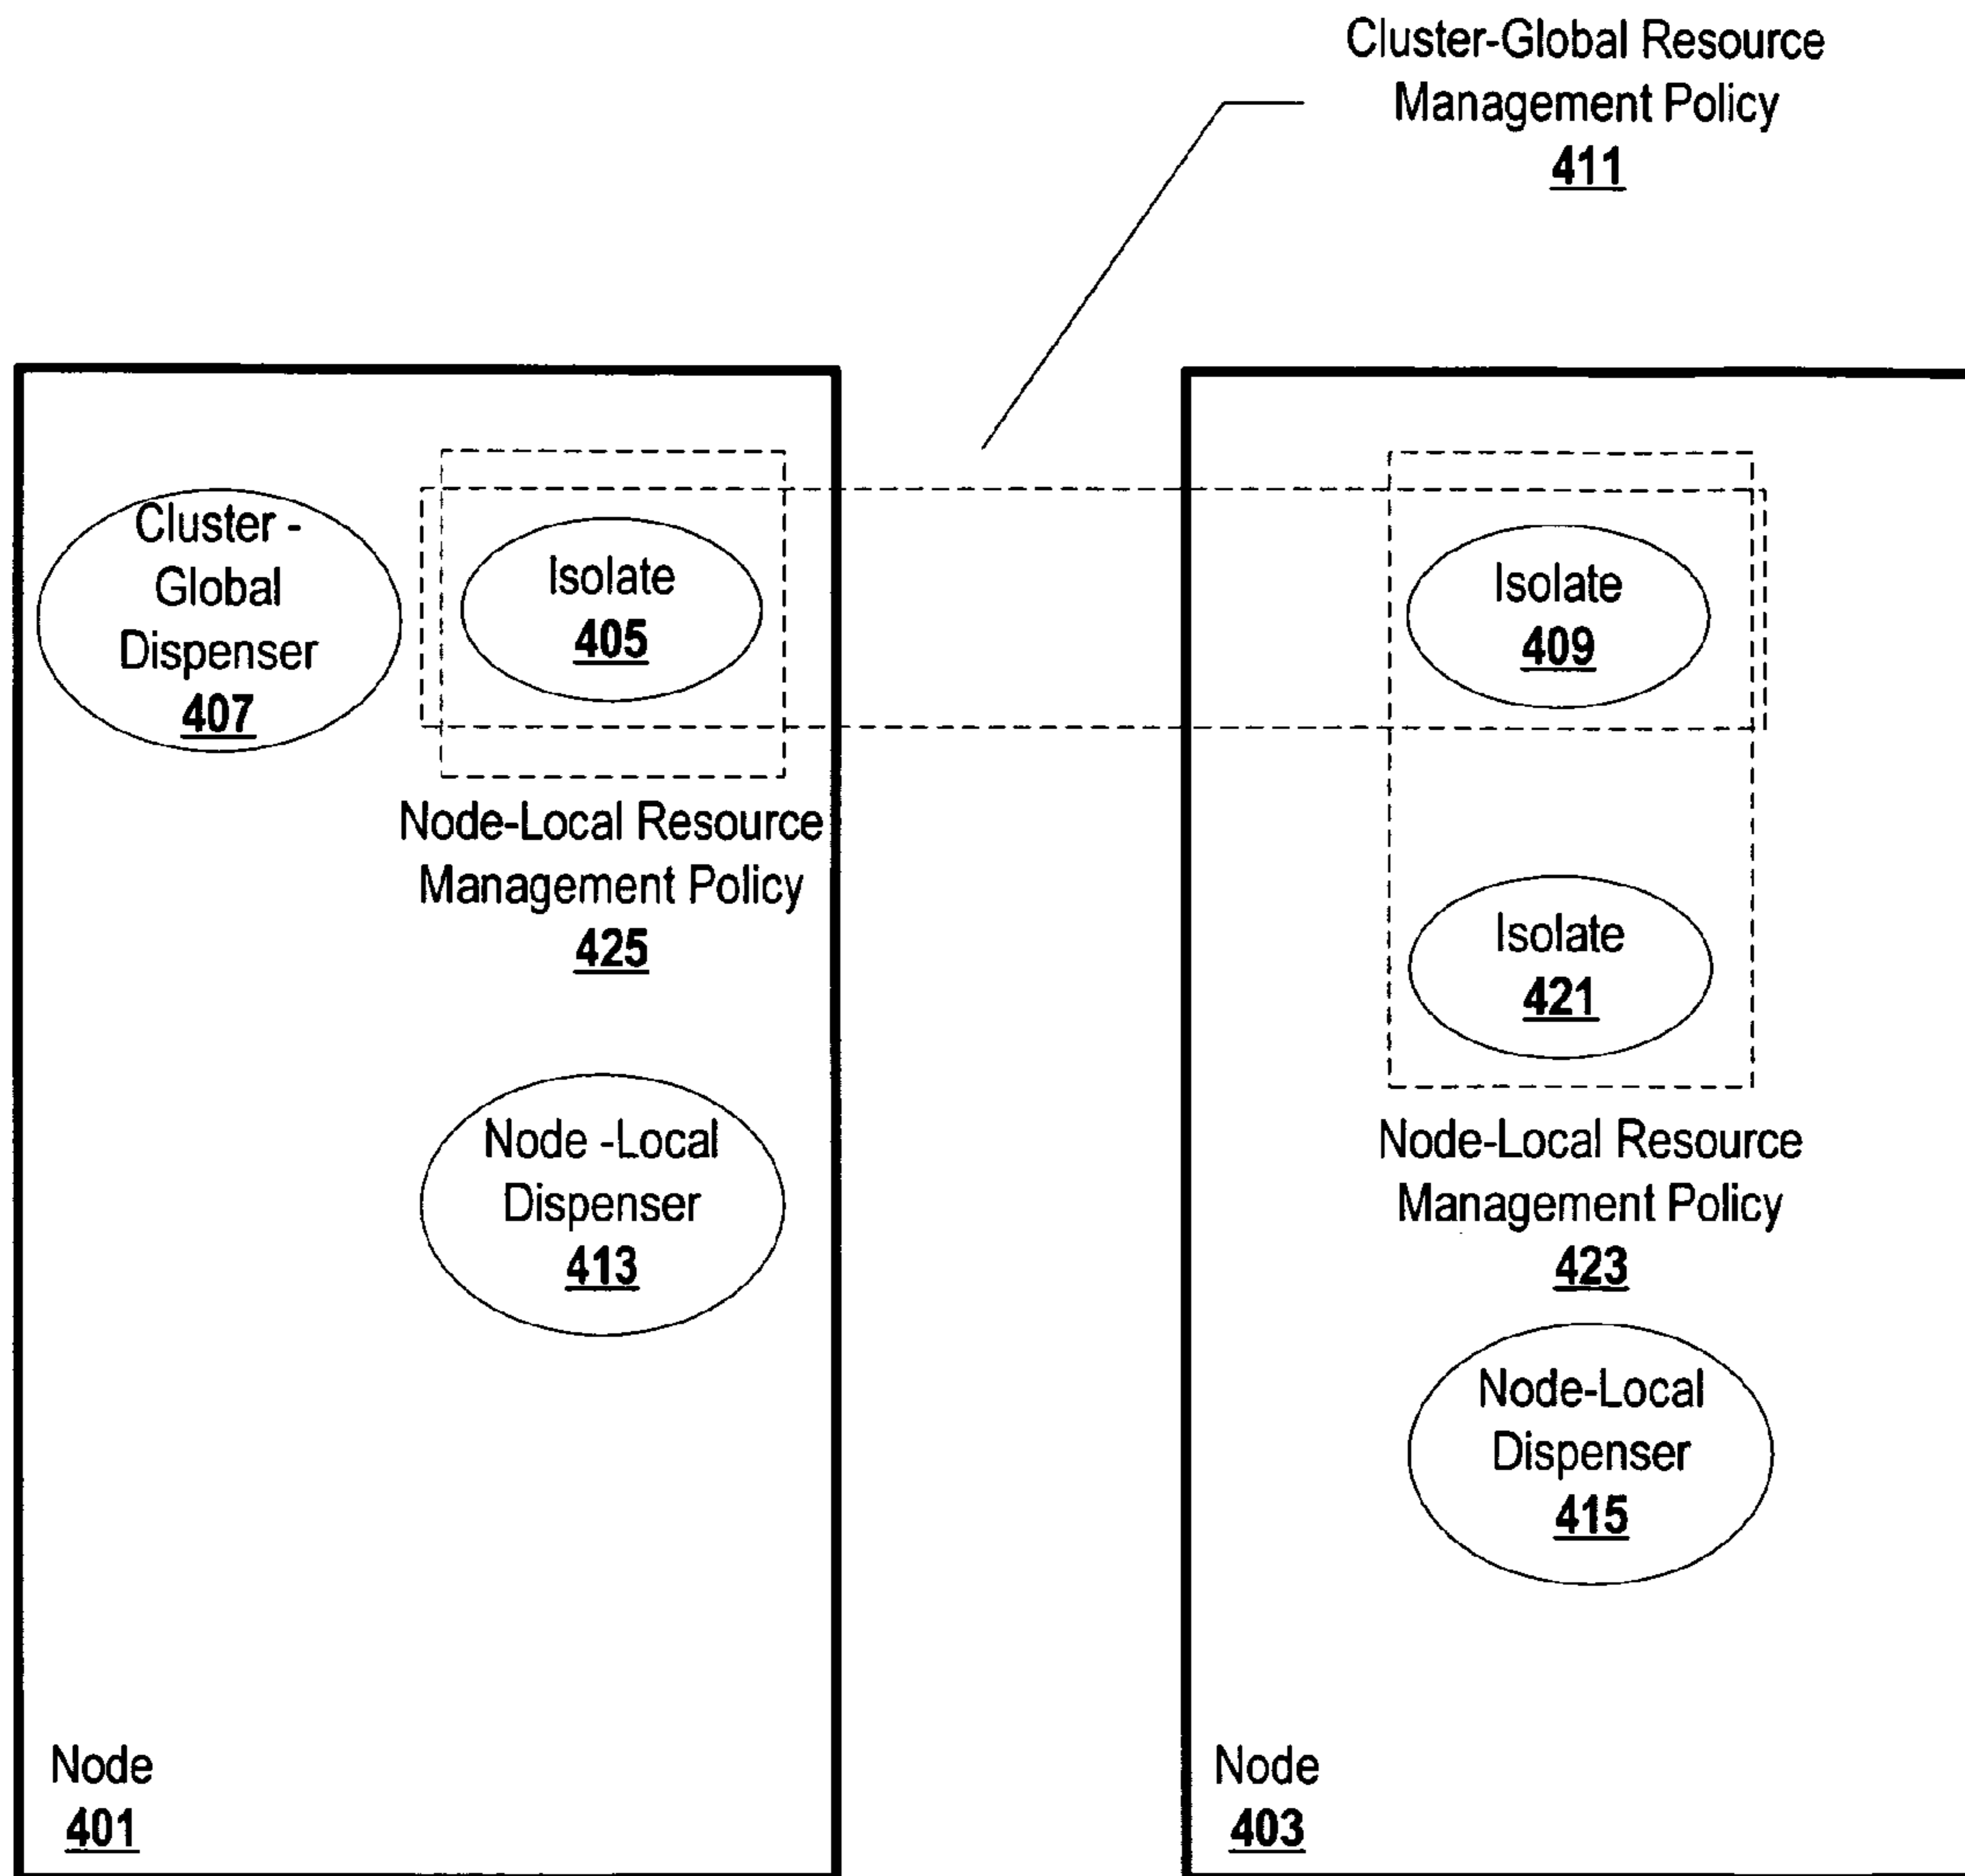 Cluster-Global Resource
Management Policy
411
Cluster -
Global
Dispenser
407
Isolate
405
Node-Local Resource
Management Policy
425
Node -Local
Dispenser
413
Node
401
Isolate
409
Isolate
421
Node-Local Resource
Management Policy
423
Node-Local
Dispenser
415
Node
403